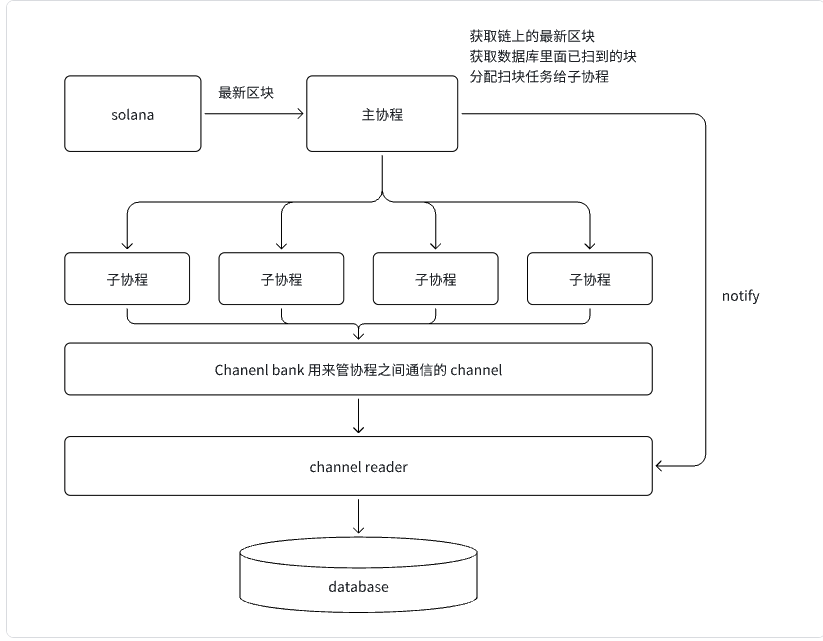 获取链上的最新区块
获取数据库里面已扫到的块
分配扫块任务给子协程
最新区块
solana
主协程
子协程
子协程
子协程
子协程
notify
Chanenl bank 用来管协程之间通信的 channel
channel reader
database